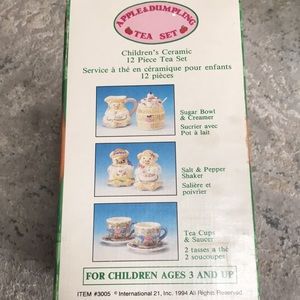 APPLE & DUMPLING
TEA SET
Children's Ceramic
12 Piece Tea Set
Service à thé en céramique pour enfants
12 pièces
Sugar Bowl
& Creamer
Sucrier avec
Pot à lait
Salt & Pepper
Shaker
Salière et
poivrier
Tea Cups
& Saucer
2 tasses a thé
2 soucoupes
FOR CHILDREN AGES 3 AND UP
ITEM #3005 © International 21, Inc. 1994 All Rights Reserved